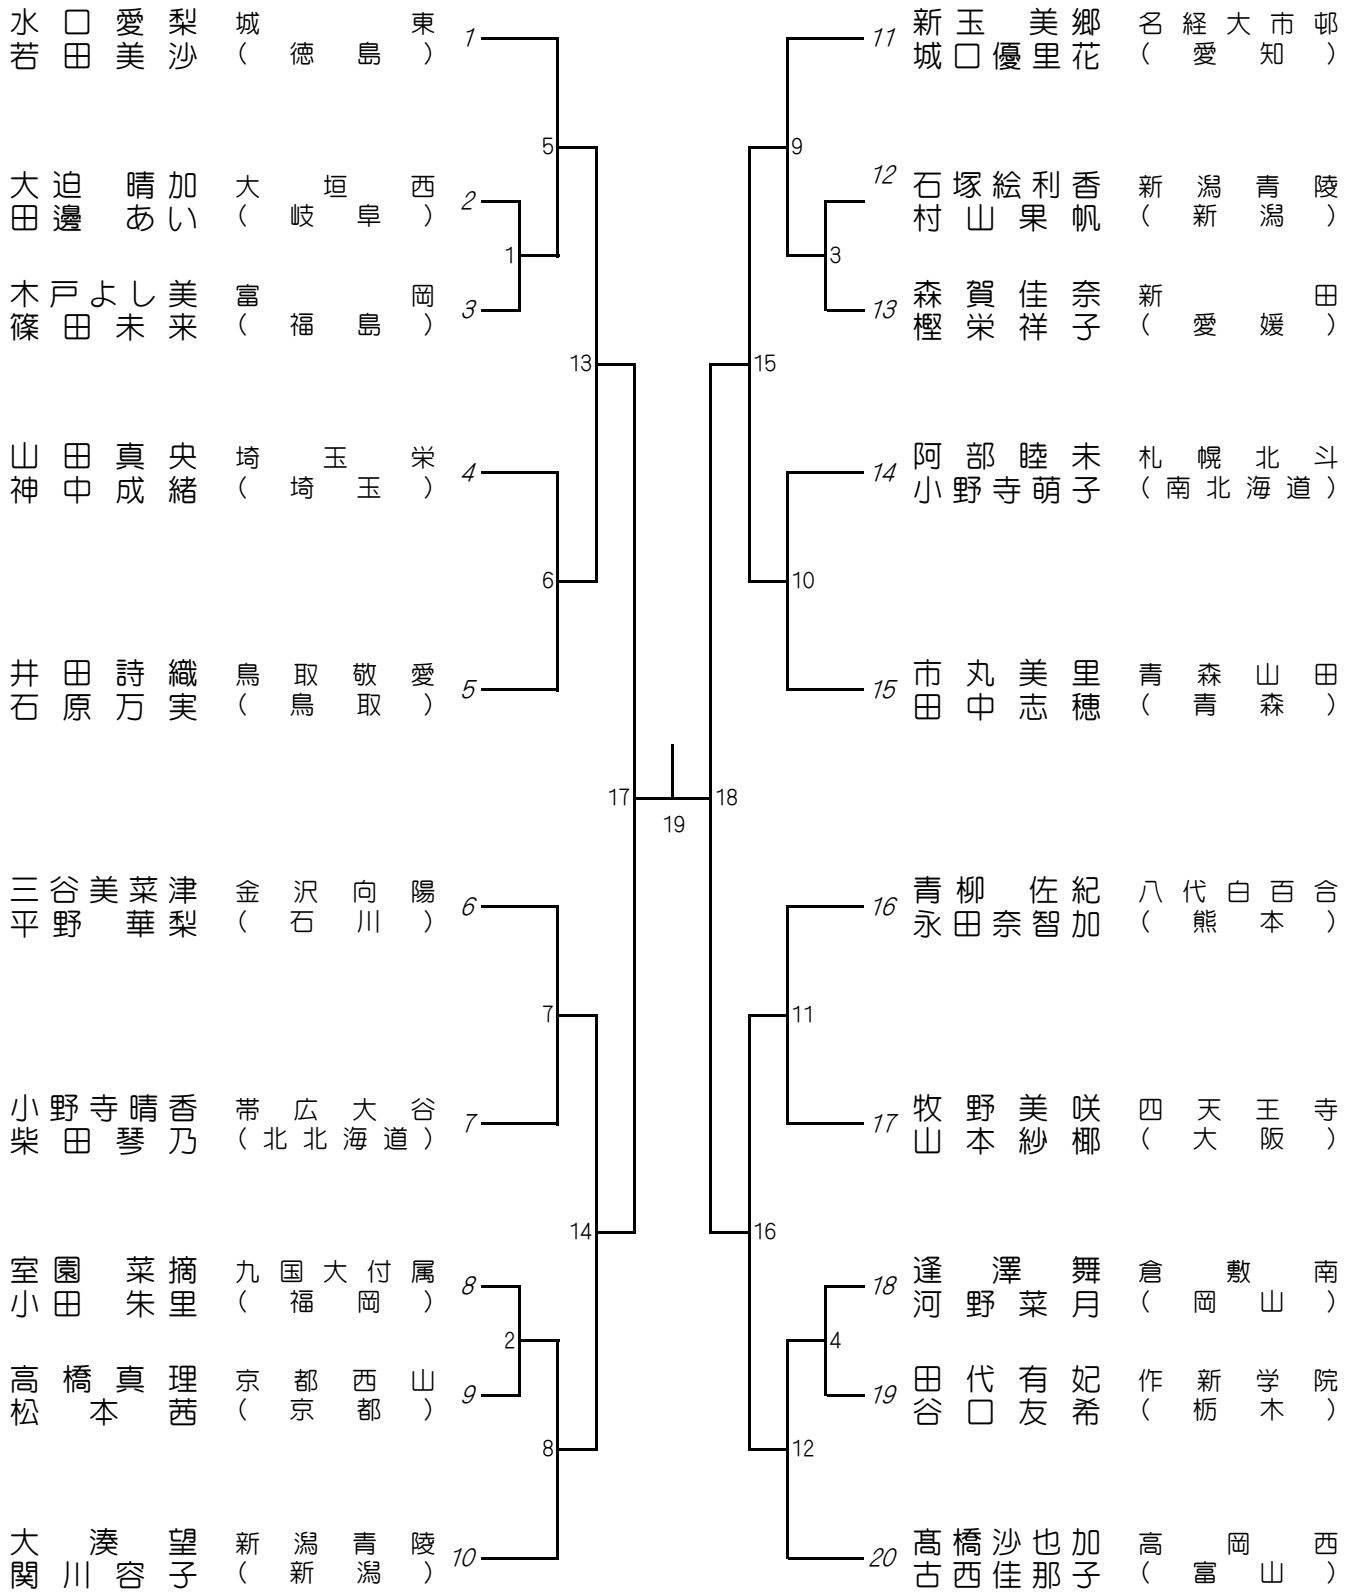 水口愛梨 城東 1
若田美沙 (徳島)
5
大迫晴加 大垣西 2
田邊あい (岐阜)
1
木戸よし美 富岡 3
篠田未来 (福島)
13
山田真央 埼玉栄 4
神中成緒 (埼玉)
6
井田詩織 鳥取敬愛 5
石原万実 (鳥取)
17
三谷美菜津 金沢向陽 6
平野華梨 (石川)
7
小野寺晴香 帯広大谷 7
柴田琴乃 (北北海道)
14
室園菜摘 九国大付属 8
小田朱里 (福岡)
2
高橋真理 京都西山 9
松本茜 (京都)
8
大湊望 新潟青陵 10
関川容子 (新潟)
19
11 新玉美郷 名経大市邨
城口優里花 (愛知)
9
12 石塚絵利香 新潟青陵
村山果帆 (新潟)
3
13 森賀佳奈 新田
樫栄祥子 (愛媛)
15
14 阿部睦未 札幌北斗
小野寺萌子 (南北海道)
10
15 市丸美里 青森山田
田中志穂 (青森)
18
16 青柳佐紀 八代白百合
永田奈智加 (熊本)
11
17 牧野美咲 四天王寺
山本紗椰 (大阪)
16
18 逢澤舞 倉敷南
河野菜月 (岡山)
4
19 田代有妃 作新学院
谷口友希 (栃木)
12
20 髙橋沙也加 高岡西
古西佳那子 (富山)